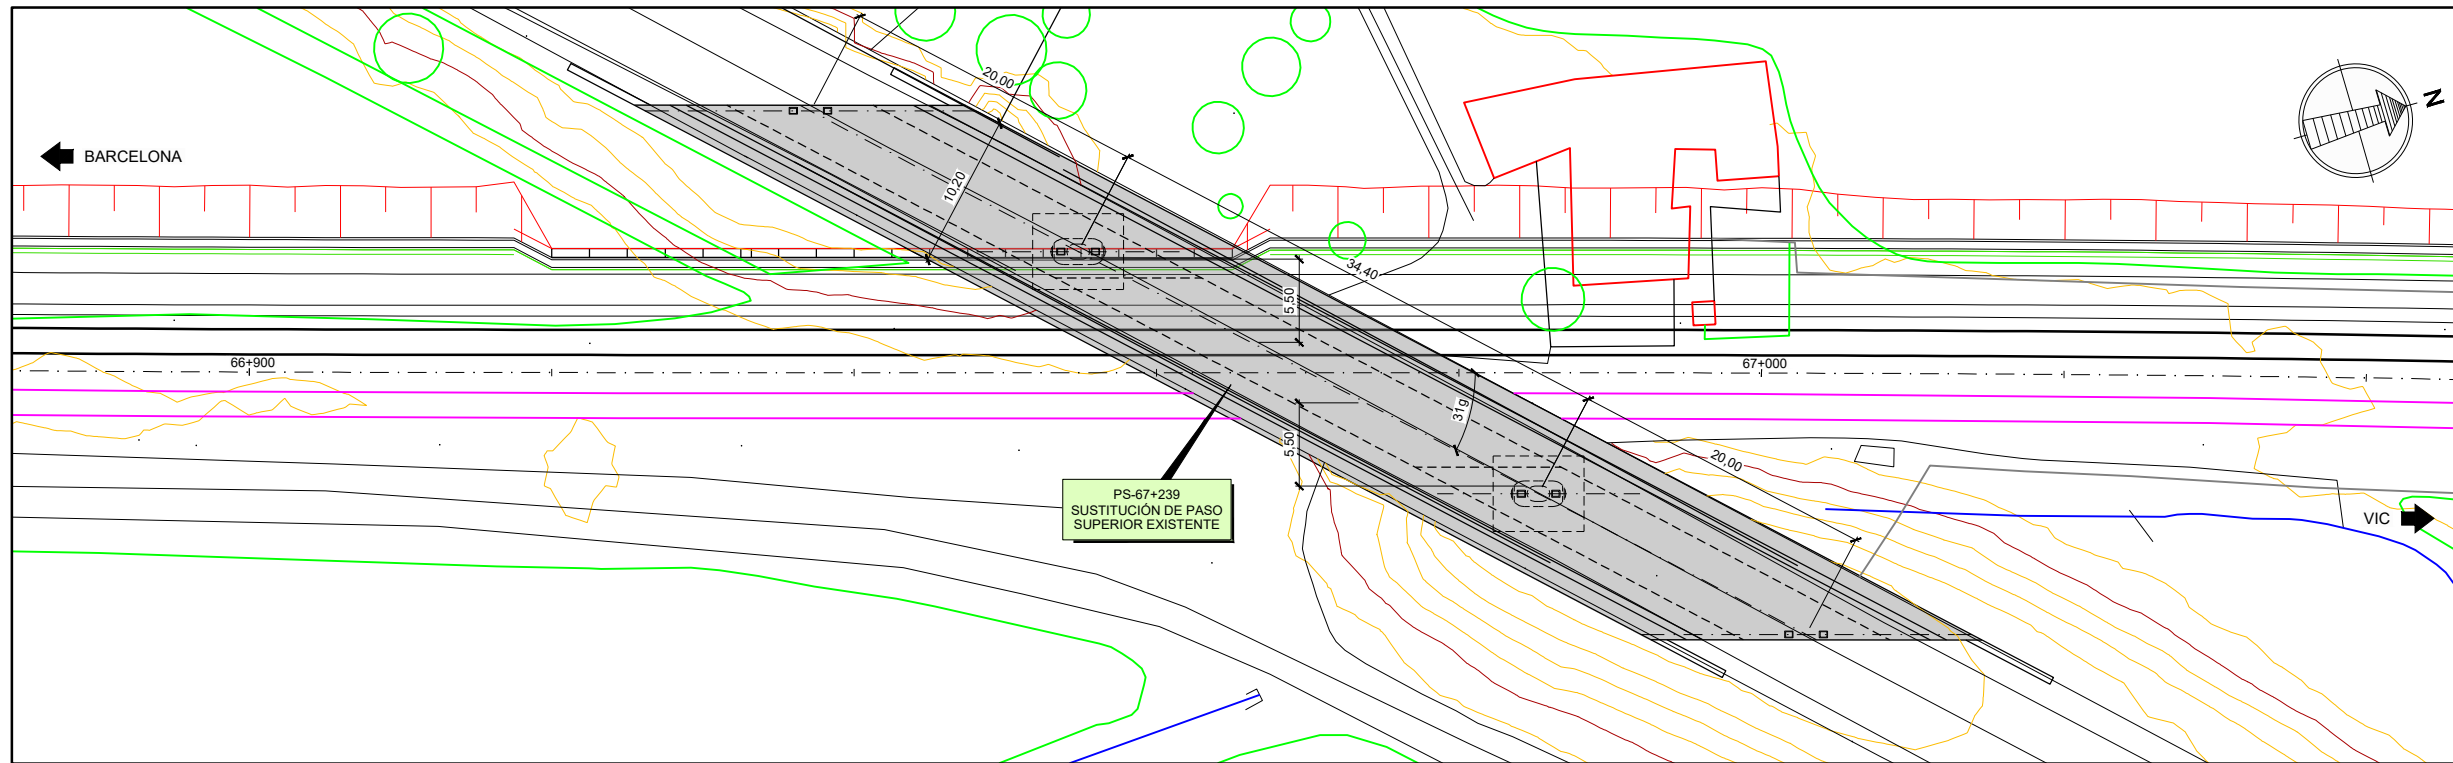 20,00
N
BARCELONA
10,20
34,40
5,50
66+900
67+000
31g
5,50
20,00
PS-67+239
SUSTITUCIÓN DE PASO
SUPERIOR EXISTENTE
VIC